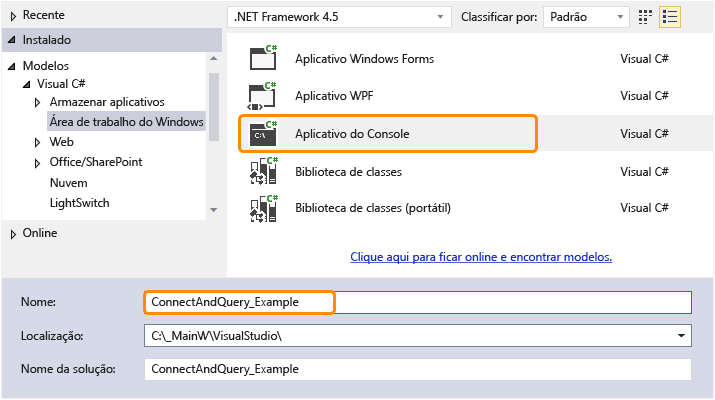 Recente
Instalado
Modelos
Visual C#
Armazenar aplicativos
Área de trabalho do Windows
Web
Office/SharePoint
Nuvem
LightSwitch
Online
.NET Framework 4.5
Classificar por: Padrão
C# Aplicativo Windows Forms Visual C#
C# Aplicativo WPF Visual C#
C# C:\ Aplicativo do Console Visual C#
C# Biblioteca de classes Visual C#
C# Biblioteca de classes (portátil) Visual C#
Clique aqui para ficar online e encontrar modelos.
Nome: ConnectAndQuery_Example
Localização: C:\_MainW\VisualStudio\
Nome da solução: ConnectAndQuery_Example